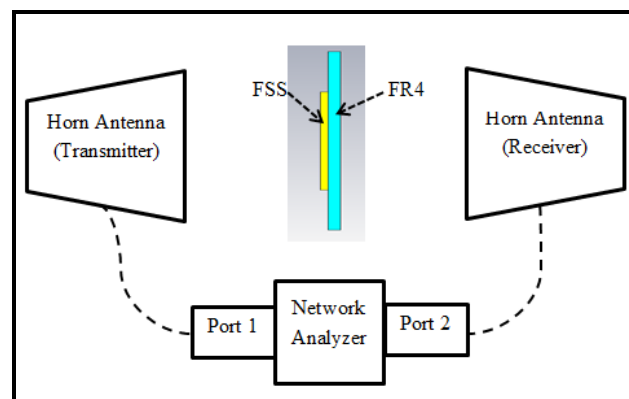 FSS
FR4
Horn Antenna
(Transmitter)
Horn Antenna
(Receiver)
Port 1
Network
Analyzer
Port 2